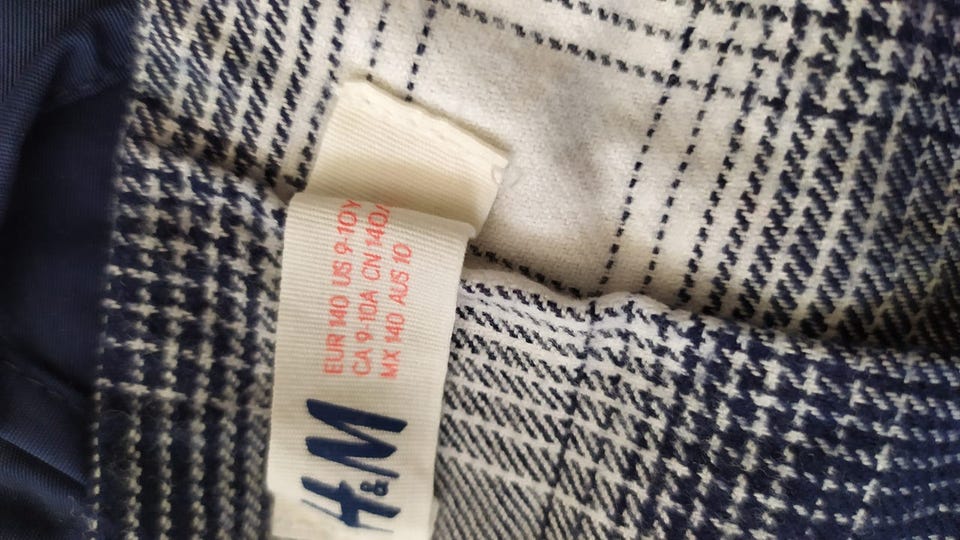 EUR 140 US 9-10Y
CA 9-10A CN 140/
MX 140 AUS 10
H&M